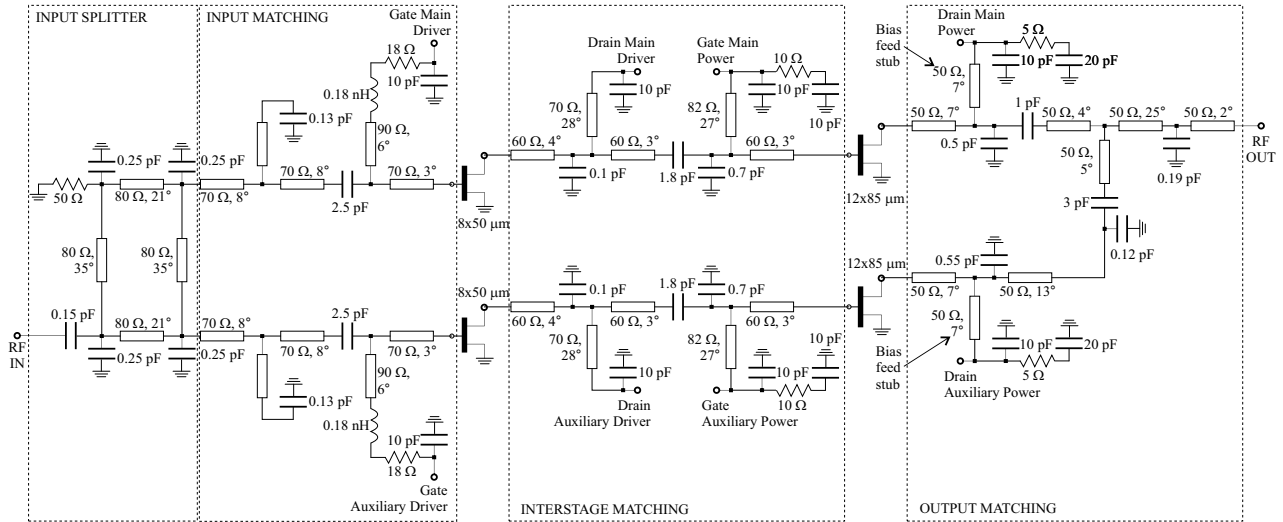 INPUT SPLITTER
INPUT MATCHING
Gate Main
Driver
18 Ω
10 pF
0.18 nH
0.13 pF
90 Ω,
6°
0.25 pF
0.25 pF
50 Ω
80 Ω, 21°
70 Ω, 8°
70 Ω, 8°
2.5 pF
70 Ω, 3°
8x50 µm
80 Ω,
35°
80 Ω,
35°
0.15 pF
RF
IN
80 Ω, 21°
0.25 pF
0.25 pF
70 Ω, 8°
70 Ω, 8°
2.5 pF
70 Ω, 3°
8x50 µm
90 Ω,
6°
0.13 pF
0.18 nH
10 pF
18 Ω
Gate
Auxiliary Driver
Drain Main
Driver
10 pF
70 Ω,
28°
60 Ω, 4°
0.1 pF
60 Ω, 3°
1.8 pF
Gate Main
Power
10 Ω
10 pF
10 pF
82 Ω,
27°
0.7 pF
60 Ω, 3°
12x85 µm
60 Ω, 4°
0.1 pF
60 Ω, 3°
1.8 pF
0.7 pF
60 Ω, 3°
12x85 µm
70 Ω,
28°
10 pF
Drain
Auxiliary Driver
82 Ω,
27°
10 pF
10 pF
10 Ω
Gate
Auxiliary Power
INTERSTAGE MATCHING
Bias
feed
stub
Drain Main
Power
5 Ω
10 pF
20 pF
50 Ω,
7°
50 Ω, 7°
0.5 pF
1 pF
50 Ω, 4°
50 Ω, 25°
50 Ω, 2°
RF
OUT
0.19 pF
50 Ω,
5°
3 pF
0.12 pF
0.55 pF
50 Ω, 7°
50 Ω, 13°
50 Ω,
7°
Bias
feed
stub
10 pF
20 pF
5 Ω
Drain
Auxiliary Power
OUTPUT MATCHING